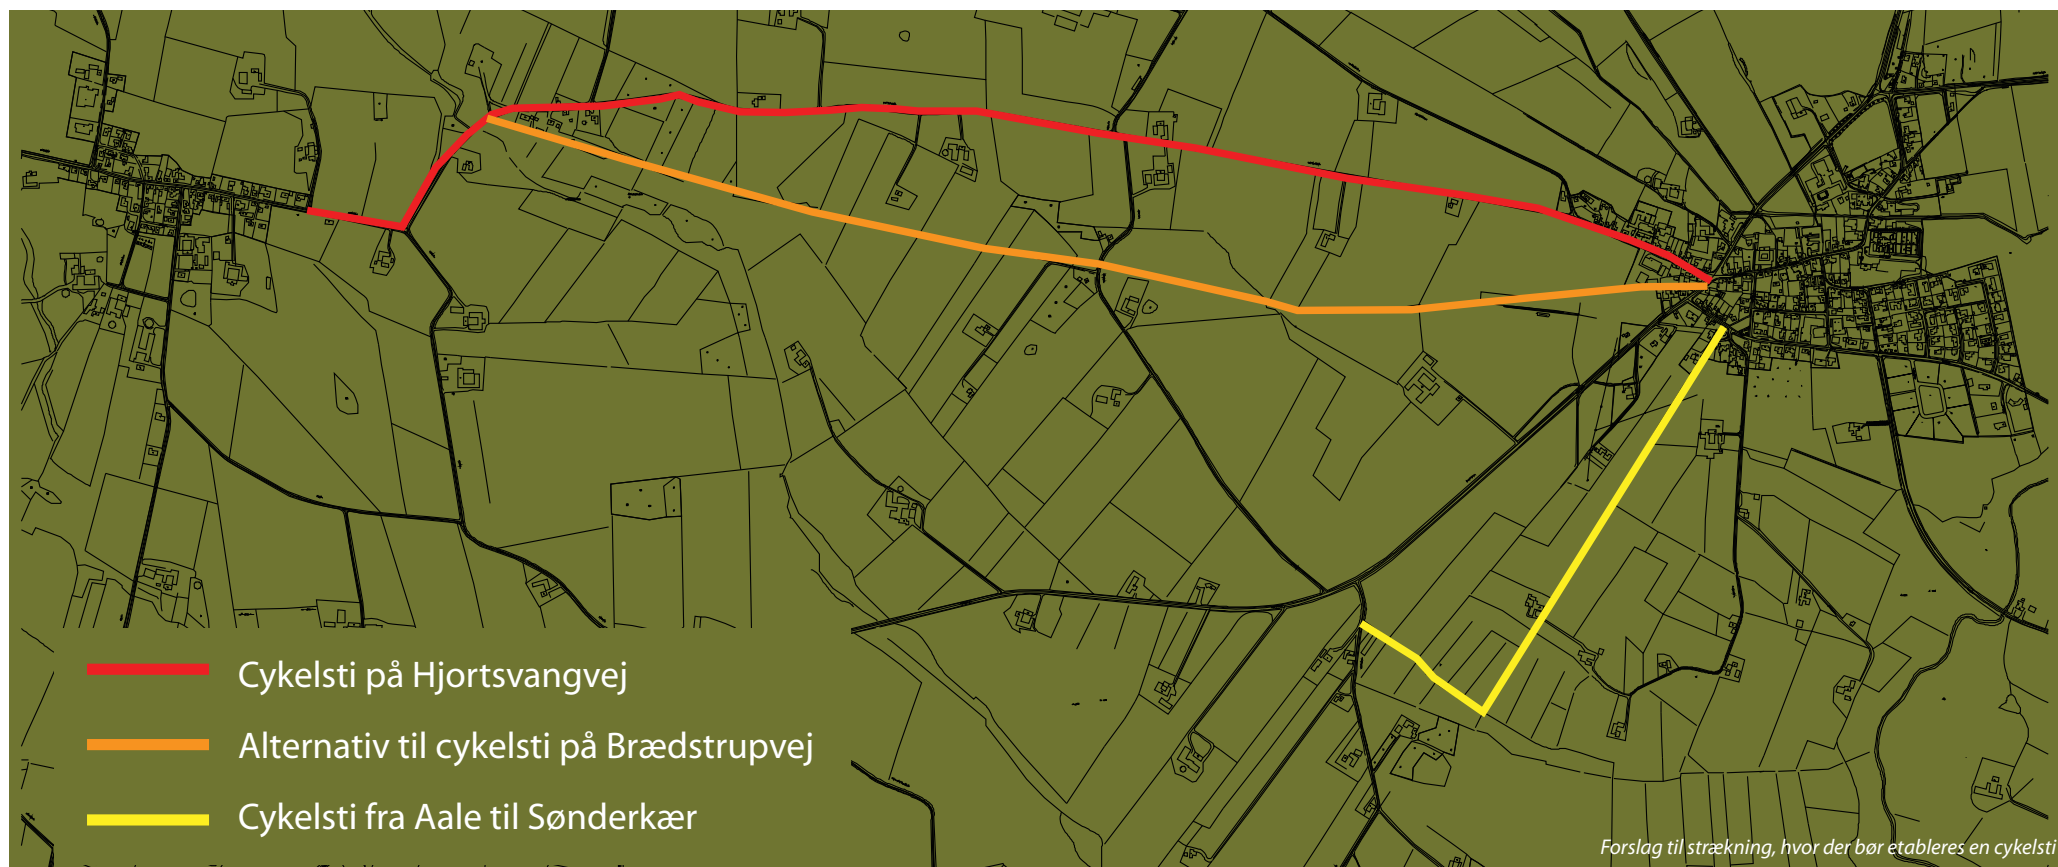 Cykelsti på Hjortsvangvej
Alternativ til cykelsti på Brædstrupvej
Cykelsti fra Aale til Sønderkær
Forslag til strækning, hvor der bør etableres en cykelsti